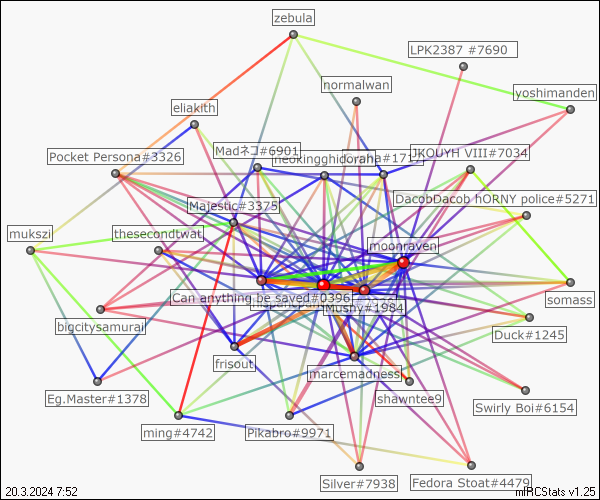 zebula
LPK2387 #7690
normalwan
yoshimanden
eliakith
Madネコ#6901
JKOUYH VIII#7034
Pocket Persona#3326
DacobDacob hORNY police#5271
Majestic#3375
mukszi
thesecondtwat
moonraven
Can anything be saved#0396
somass
Mushy#1984
bigcitysamurai
Duck#1245
frisout
marcemadness
Eg.Master#1378
shawntee9
Swirly Boi#6154
ming#4742
Pikabro#9971
Silver#7938
Fedora Stoat#4479
20.3.2024 7:52
mIRCStats v1.25